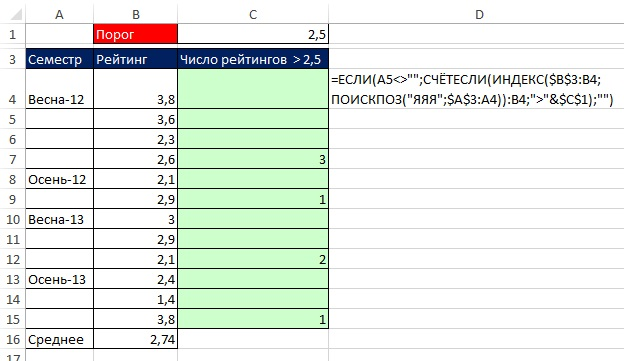 A B C D
1 Порог 2,5
3 Семестр Рейтинг Число рейтингов > 2,5
=ЕСЛИ(A5<>"";СЧЁТЕСЛИ(ИНДЕКС($B$3:B4;
4 Весна-12 3,8 ПОИСКПОЗ("ЯЯЯ";$A$3:A4)):B4;">"&$C$1);"")
5 3,6
6 2,3
7 2,6 3
8 Осень-12 2,1
9 2,9 1
10 Весна-13 3
11 2,9
12 2,1 2
13 Осень-13 2,4
14 1,4
15 3,8 1
16 Среднее 2,74
17